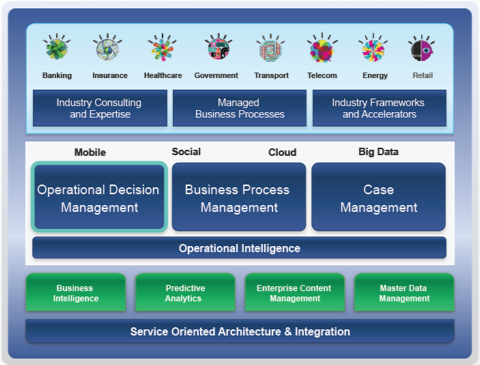 Banking Insurance Healthcare Government Transport Telecom Energy Retail
Industry Consulting
and Expertise
Managed
Business Processes
Industry Frameworks
and Accelerators
Mobile Social Cloud Big Data
Operational Decision
Management
Business Process
Management
Case
Management
Operational Intelligence
Business
Intelligence
Predictive
Analytics
Enterprise Content
Management
Master Data
Management
Service Oriented Architecture & Integration